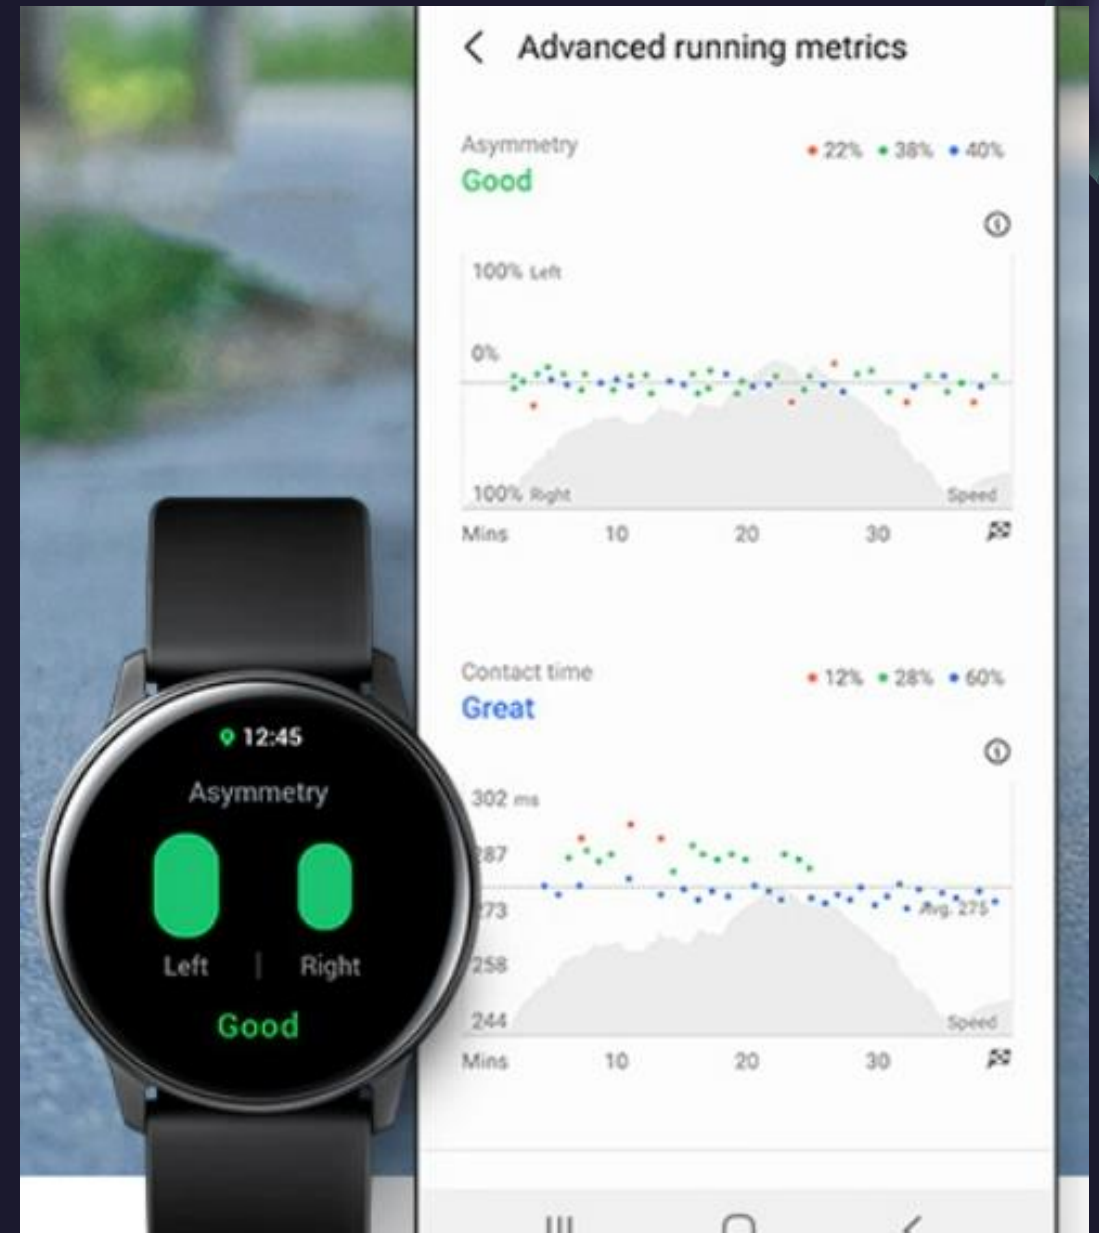 Advanced running metrics
Asymmetry
22% 38% 40%
Good
100% Left
0%
100% Right
Speed
Mins 10 20 30
Contact time
12% 28% 60%
Great
302 ms
287
273
Avg. 275
258
244
Speed
Mins 10 20 30
12:45
Asymmetry
Left | Right
Good